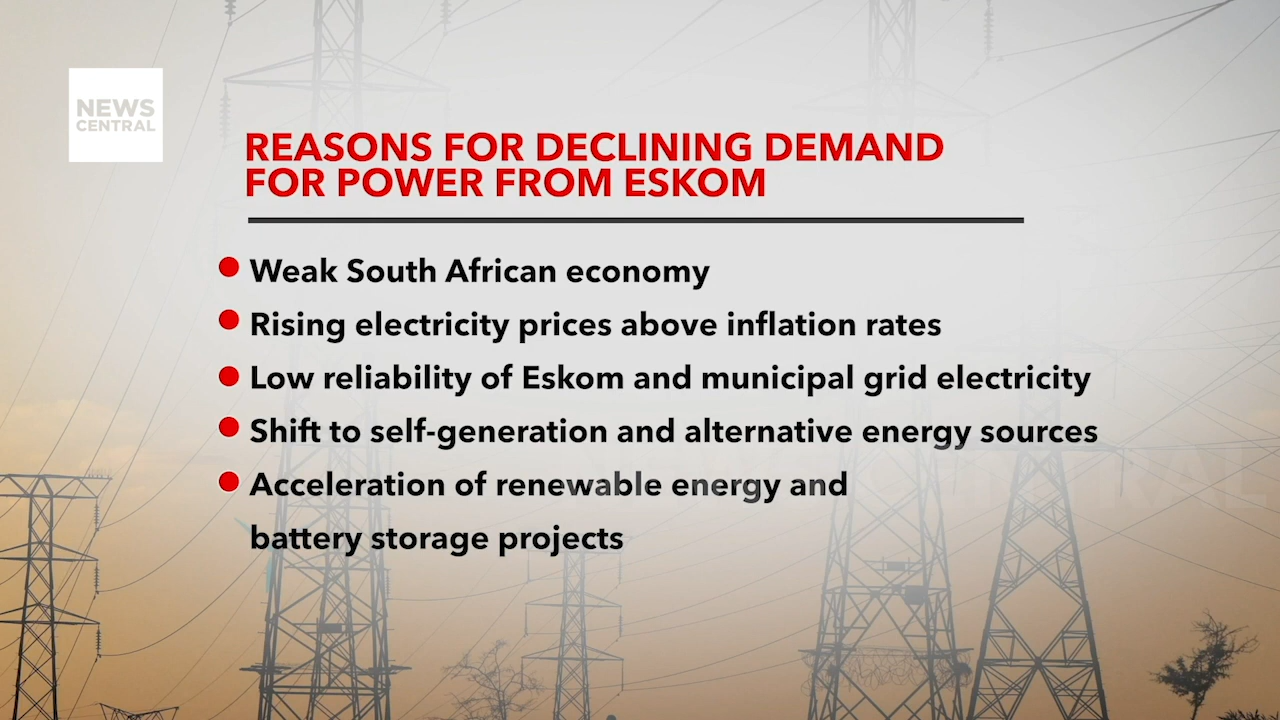 NEWS
CENTRAL
REASONS FOR DECLINING DEMAND
FOR POWER FROM ESKOM
Weak South African economy
Rising electricity prices above inflation rates
Low reliability of Eskom and municipal grid electricity
Shift to self-generation and alternative energy sources
Acceleration of renewable energy and
battery storage projects